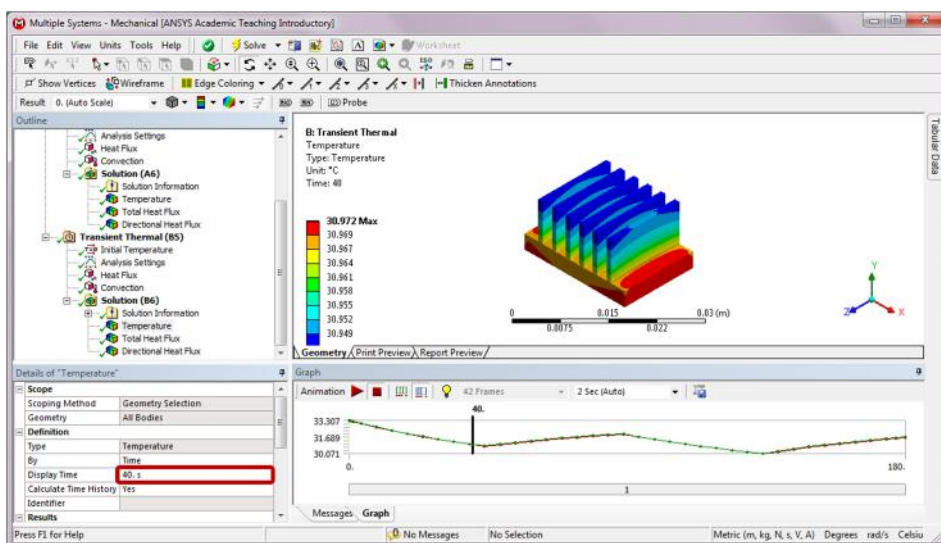 Multiple Systems - Mechanical [ANSYS Academic Teaching Introductory]
File Edit View Units Tools Help Solve Worksheet
Show Vertices Wireframe Edge Coloring Thicken Annotations
Result 0. (Auto Scale) Probe
Outline
Analysis Settings
Heat Flux
Convection
Solution (A6)
Solution Information
Temperature
Total Heat Flux
Directional Heat Flux
Transient Thermal (B5)
Initial Temperature
Analysis Settings
Heat Flux
Convection
Solution (B6)
Solution Information
Temperature
Total Heat Flux
Directional Heat Flux
B: Transient Thermal
Temperature
Type: Temperature
Unit: °C
Time: 40
30.972 Max
30.969
30.967
30.964
30.961
30.958
30.955
30.952
30.949
0 0.015 0.03 (m)
0.0075 0.022
Y
Z X
Tabular Data
Geometry Print Preview Report Preview
Details of "Temperature"
Scope
Scoping Method Geometry Selection
Geometry All Bodies
Definition
Type Temperature
By Time
Display Time 40. s
Calculate Time History Yes
Identifier
Results
Graph
Animation 42 Frames 2 Sec (Auto)
40.
33.307
31.689
30.071
0. 180.
1
Messages Graph
Press F1 for Help No Messages No Selection Metric (m, kg, N, s, V, A) Degrees rad/s Celsiu